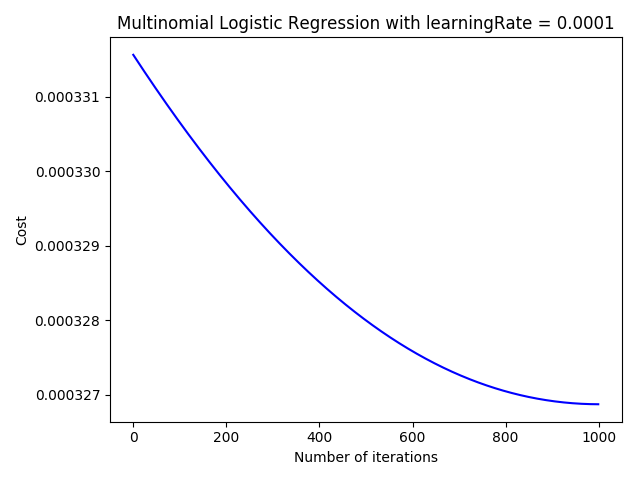 Multinomial Logistic Regression with learningRate = 0.0001
0.000331
0.000330
0.000329
0.000328
0.000327
Cost
0 200 400 600 800 1000
Number of iterations